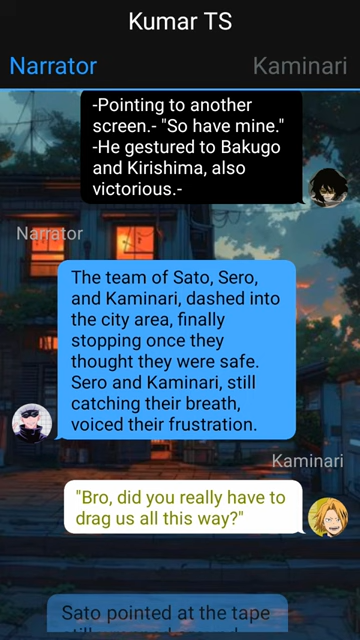 Kumar TS
Narrator
Kaminari
-Pointing to another
screen.- "So have mine."
-He gestured to Bakugo
and Kirishima, also
victorious.-
Narrator
The team of Sato, Sero,
and Kaminari, dashed into
the city area, finally
stopping once they
thought they were safe.
Sero and Kaminari, still
catching their breath,
voiced their frustration.
Kaminari
"Bro, did you really have to
drag us all this way?"
Sato pointed at the tape